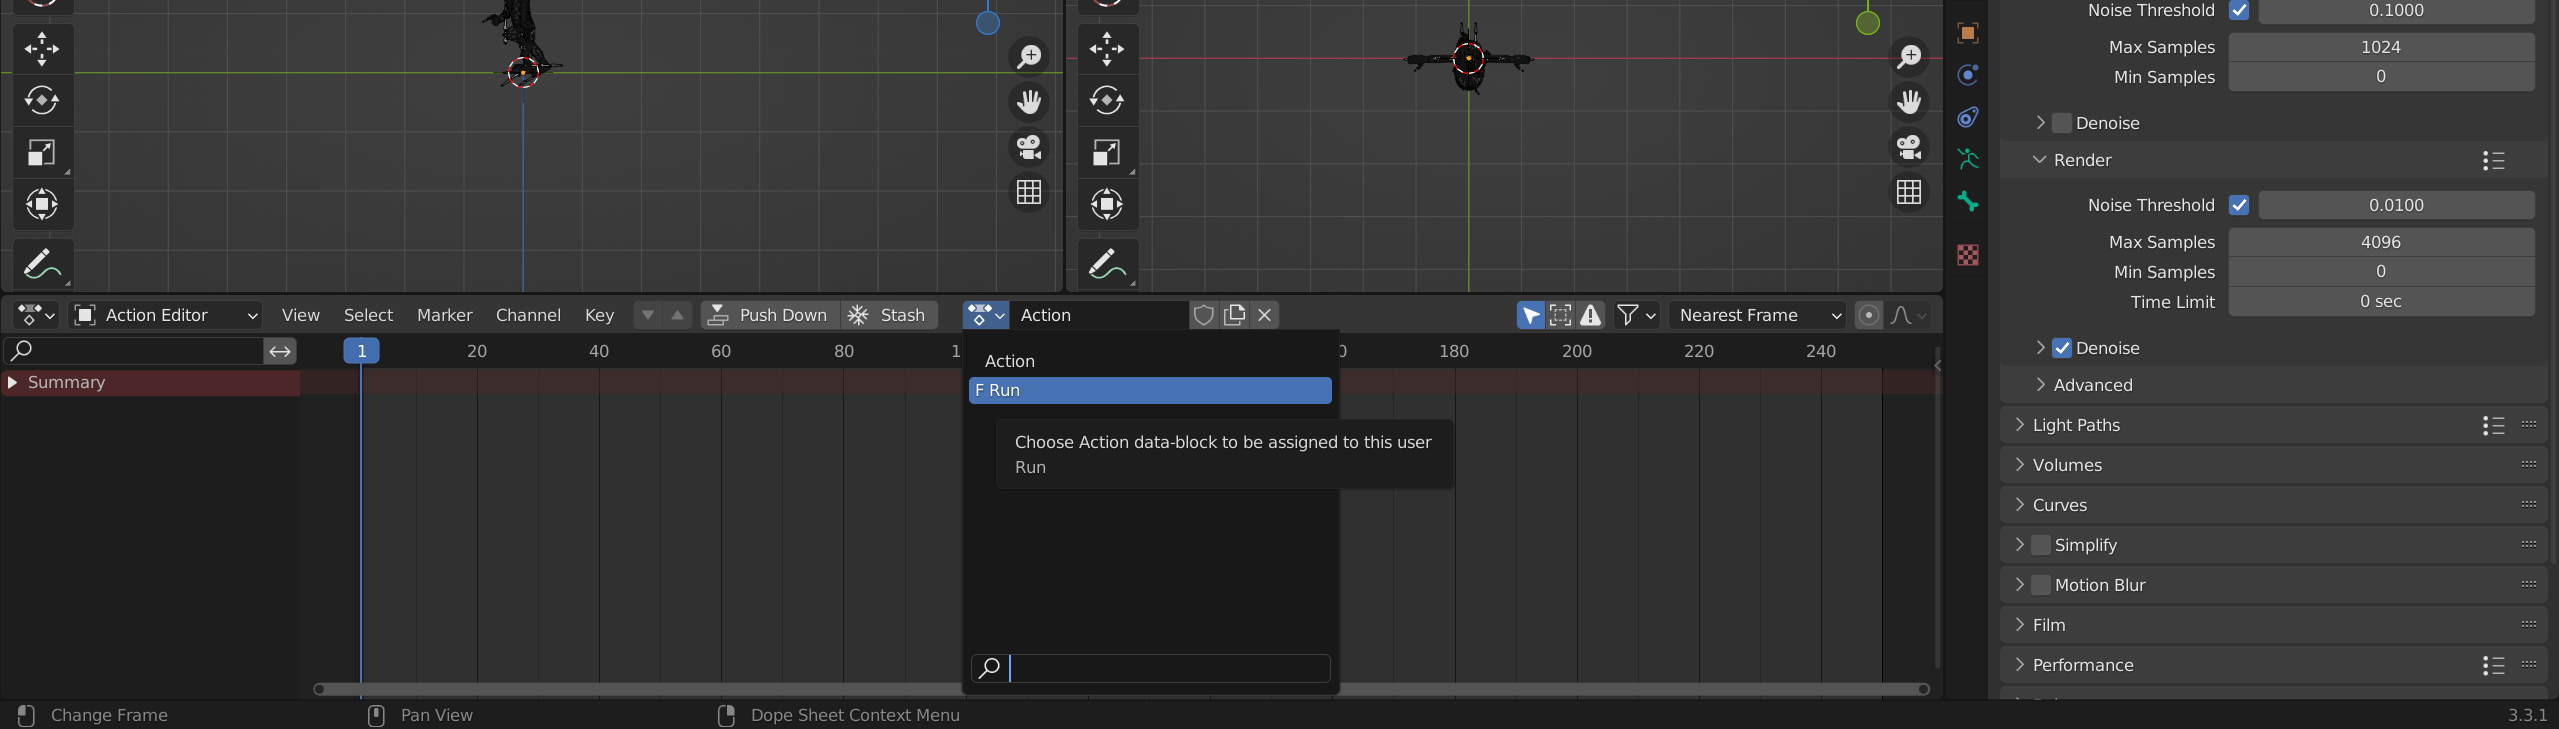 Noise Threshold 0.1000
Max Samples 1024
Min Samples 0
Denoise
Render
Noise Threshold 0.0100
Max Samples 4096
Min Samples 0
Time Limit 0 sec
Denoise
Advanced
Light Paths
Volumes
Curves
Simplify
Motion Blur
Film
Performance
Action Editor View Select Marker Channel Key Push Down Stash Action Nearest Frame
1 20 40 60 80 180 200 220 240
Summary
Action
F Run
Choose Action data-block to be assigned to this user
Run
Change Frame Pan View Dope Sheet Context Menu 3.3.1